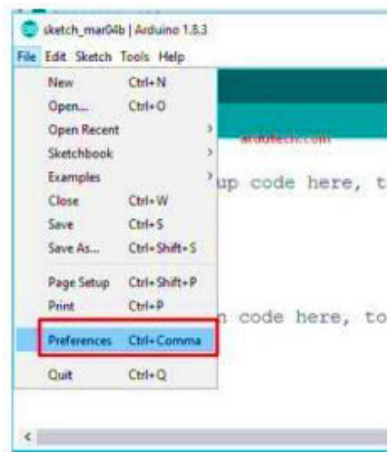 sketch_mar04b | Arduino 1.8.3
File Edit Sketch Tools Help
New Ctrl+N
Open... Ctrl+O
Open Recent
Sketchbook
Examples
Close Ctrl+W
Save Ctrl+S
Save As... Ctrl+Shift+S
Page Setup Ctrl+Shift+P
Print Ctrl+P
Preferences Ctrl+Comma
Quit Ctrl+Q
ardutech.com
up code here, t
n code here, to